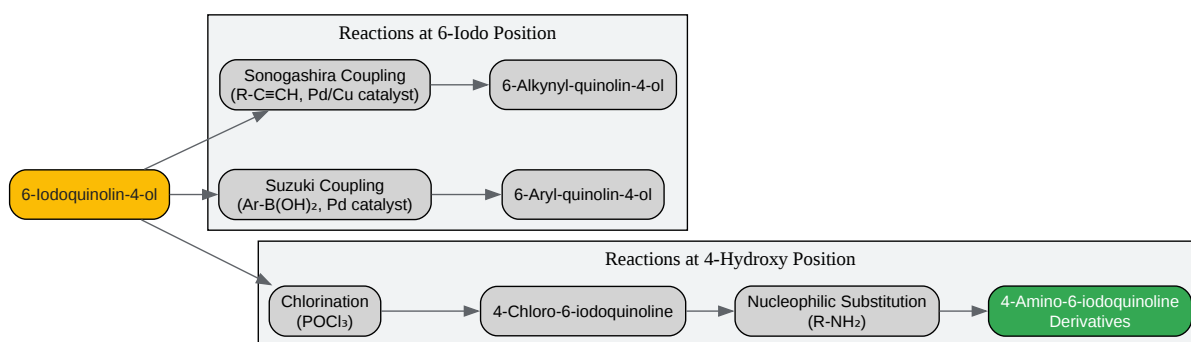 Reactions at 6-Iodo Position
Sonogashira Coupling
(R-C≡CH, Pd/Cu catalyst)
6-Alkynyl-quinolin-4-ol
6-Iodoquinolin-4-ol
Suzuki Coupling
(Ar-B(OH)₂, Pd catalyst)
6-Aryl-quinolin-4-ol
Reactions at 4-Hydroxy Position
Chlorination
(POCl₃)
4-Chloro-6-iodoquinoline
Nucleophilic Substitution
(R-NH₂)
4-Amino-6-iodoquinoline
Derivatives